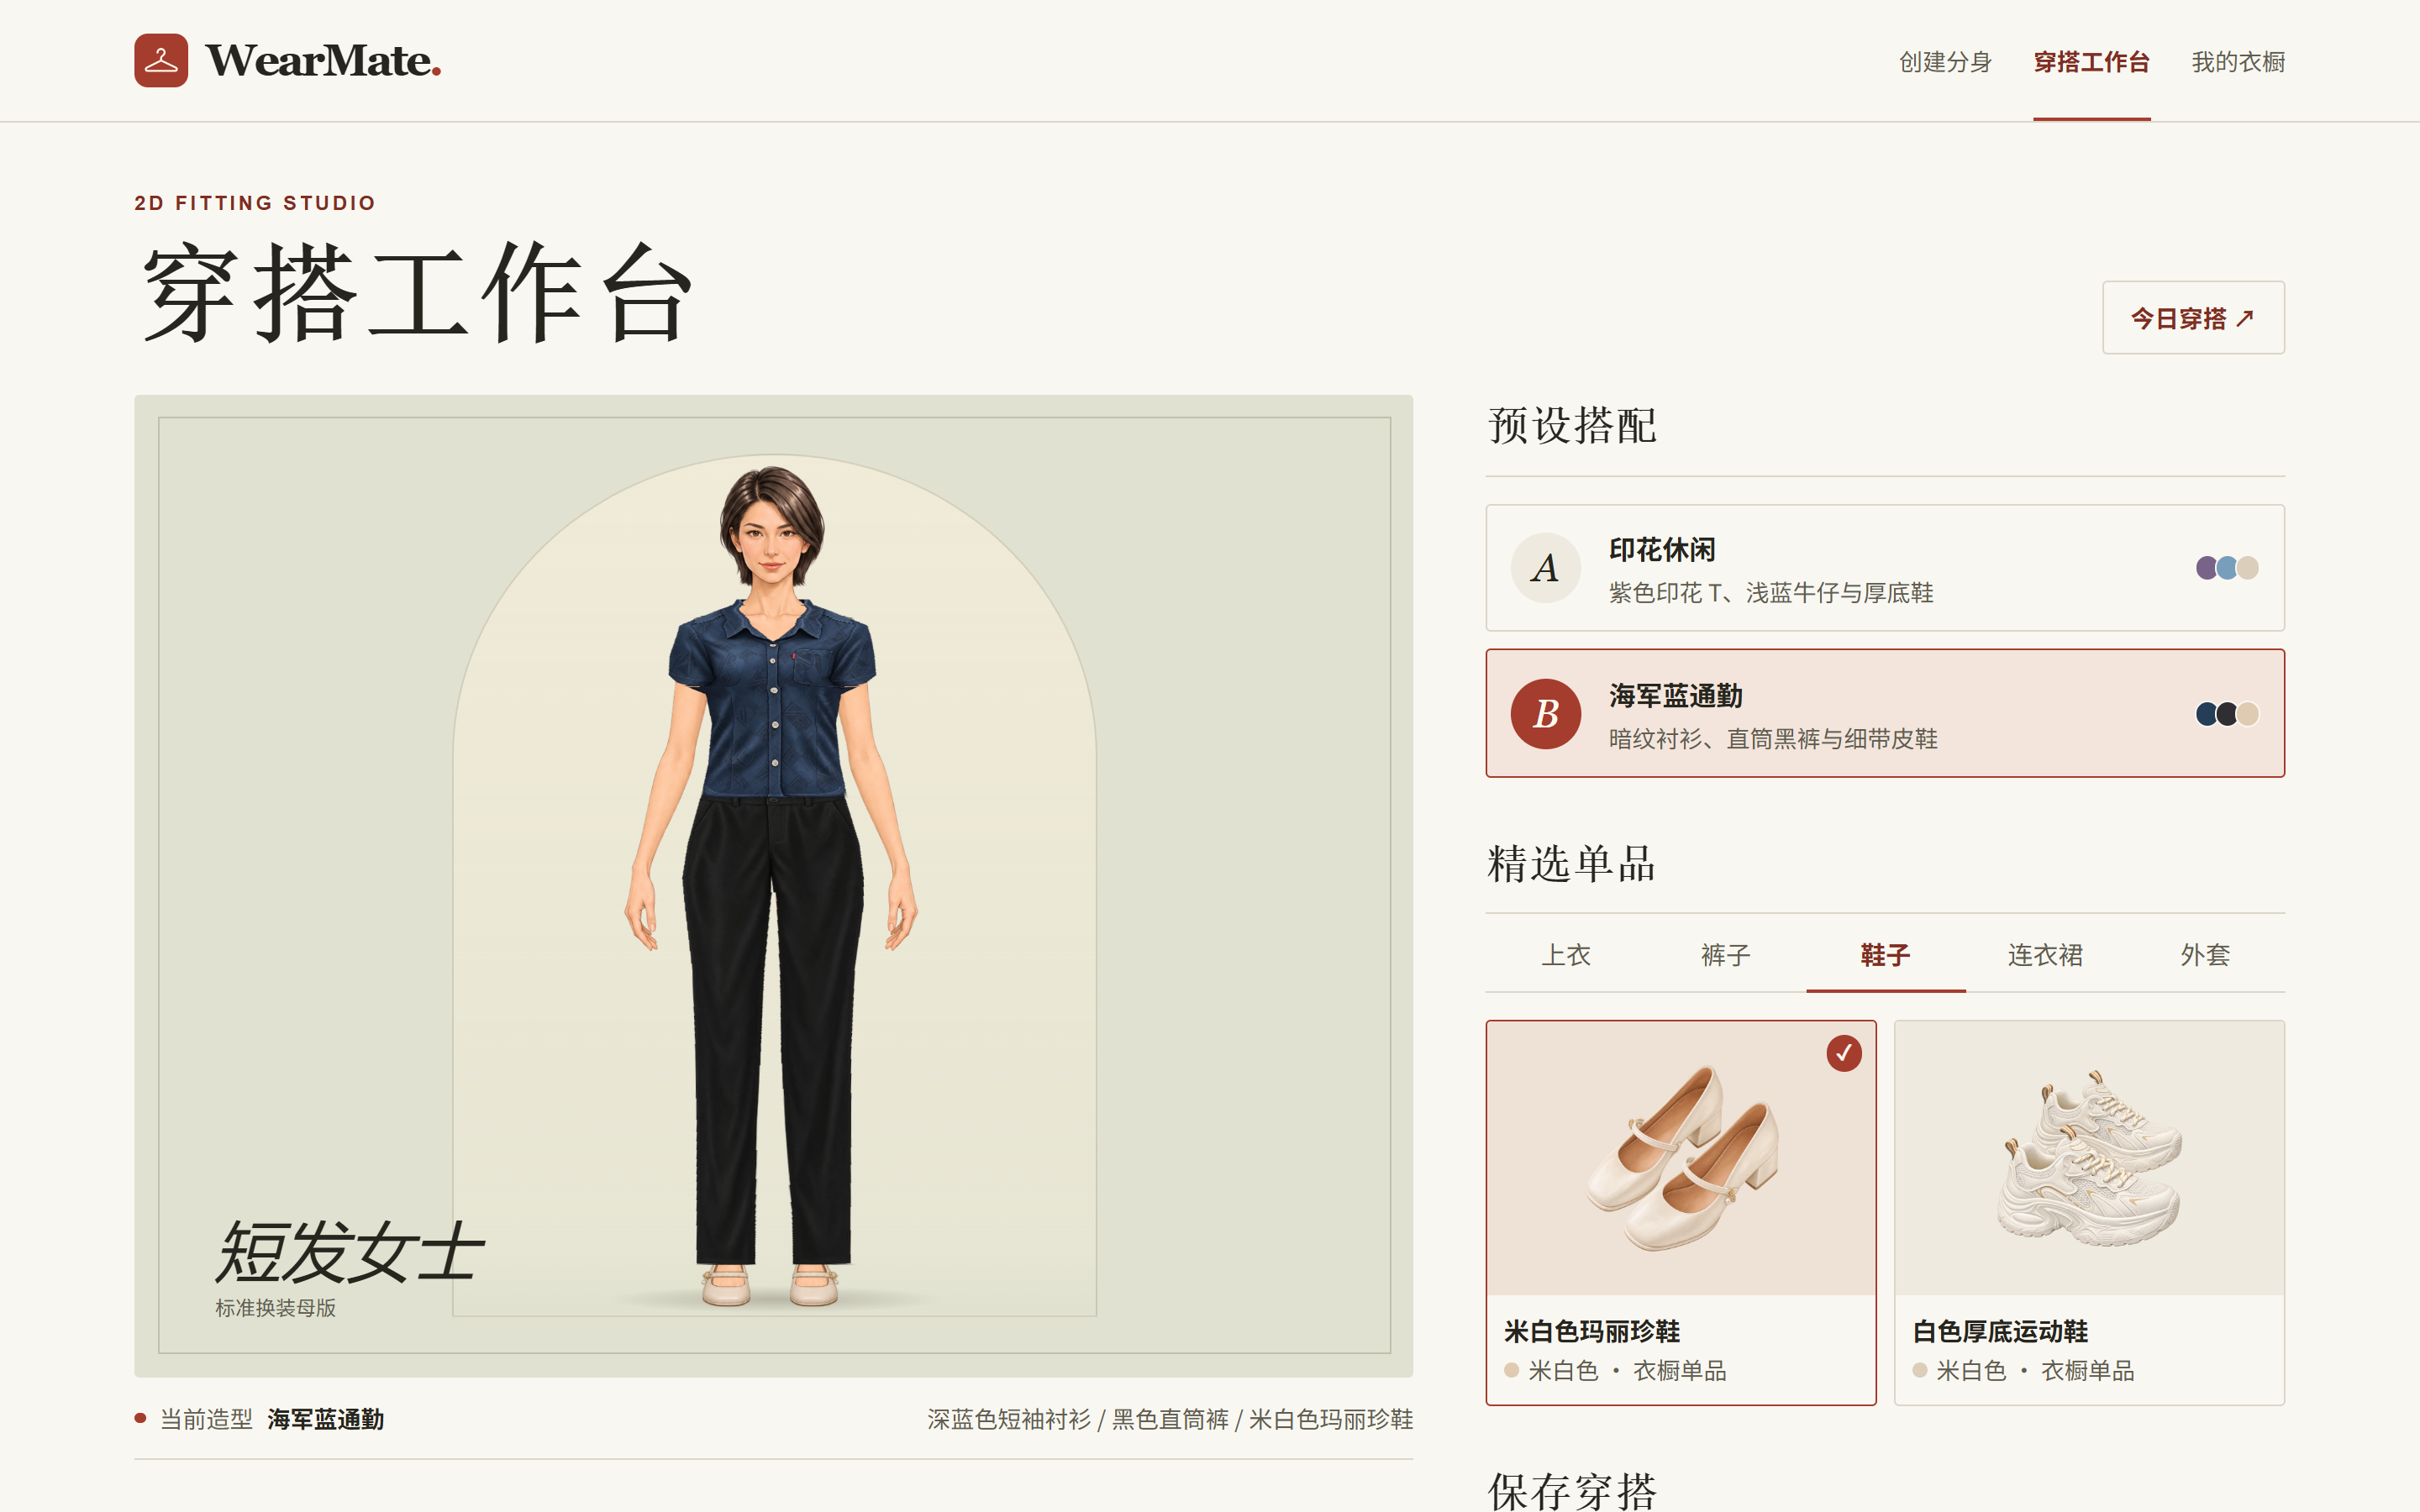 WearMate.
创建分身
穿搭工作台
我的衣橱
2D FITTING STUDIO
穿搭工作台
今日穿搭 ↗
短发女士
标准换装母版
当前造型 海军蓝通勤
深蓝色短袖衬衫 / 黑色直筒裤 / 米白色玛丽珍鞋
预设搭配
A
印花休闲
紫色印花 T、浅蓝牛仔与厚底鞋
B
海军蓝通勤
暗纹衬衫、直筒黑裤与细带皮鞋
精选单品
上衣
裤子
鞋子
连衣裙
外套
米白色玛丽珍鞋
米白色 · 衣橱单品
白色厚底运动鞋
米白色 · 衣橱单品
保存穿搭